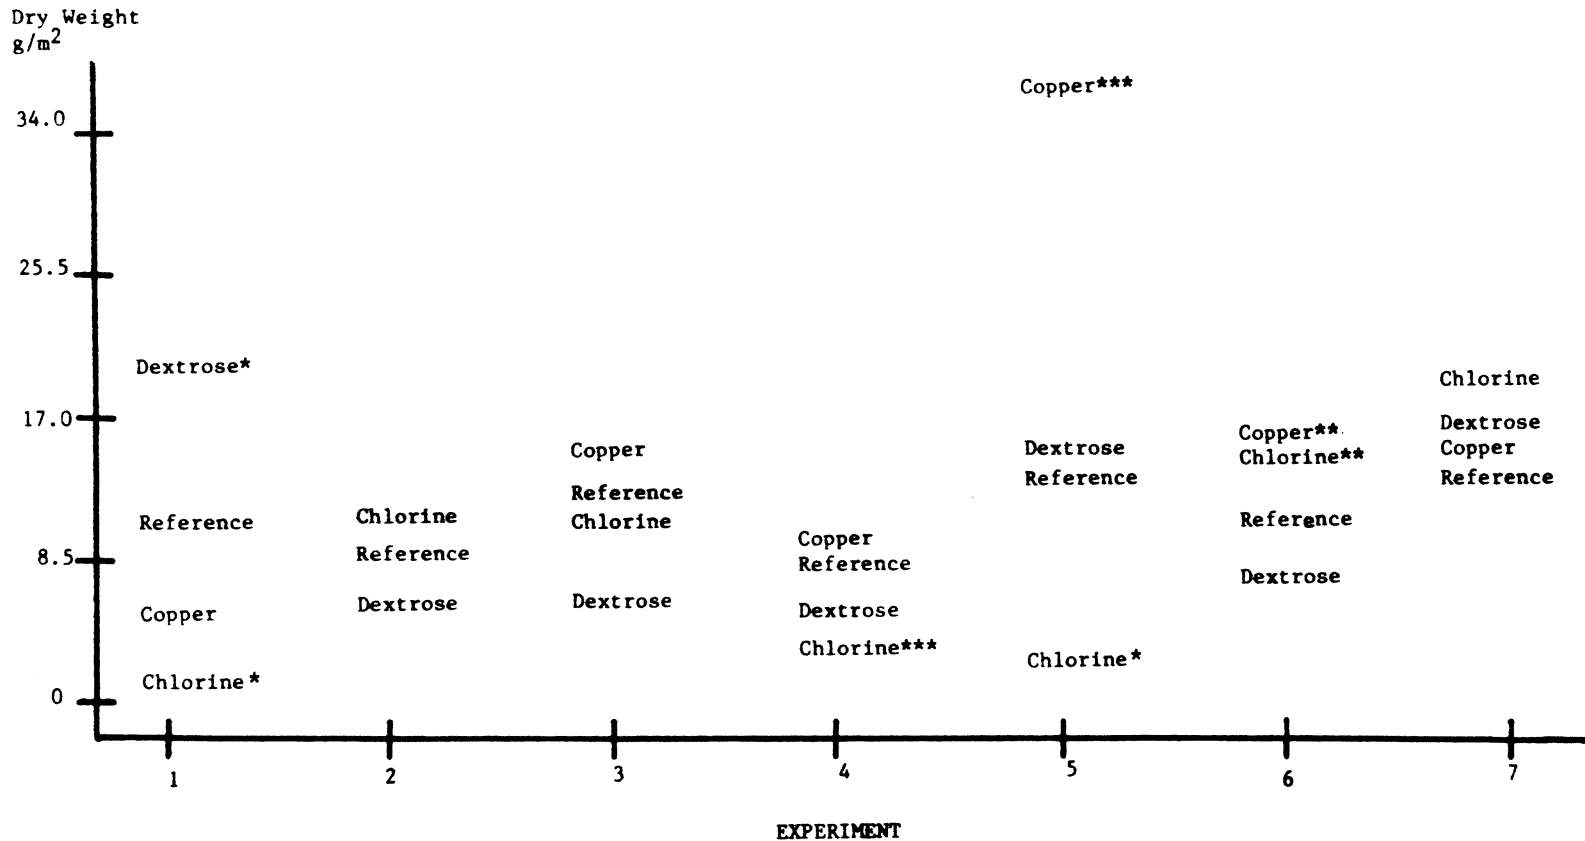 Dry Weight
g/m2
34.0
25.5
17.0
8.5
0
Dextrose*
Reference
Copper
Chlorine*
Chlorine
Reference
Dextrose
Copper
Reference
Chlorine
Dextrose
Copper
Reference
Dextrose
Chlorine***
Copper***
Dextrose
Reference
Chlorine*
Copper**
Chlorine**
Reference
Dextrose
Chlorine
Dextrose
Copper
Reference
1 2 3 4 5 6 7
EXPERIMENT